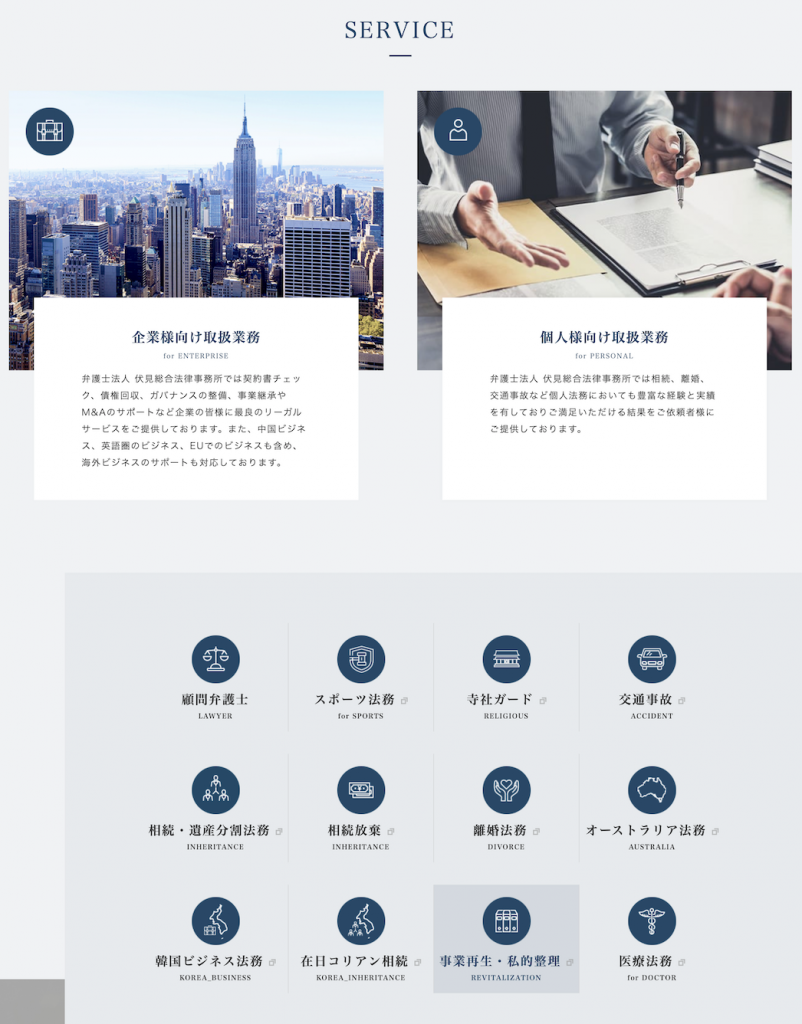 SERVICE
企業様向け取扱業務
for ENTERPRISE
弁護士法人 伏見総合法律事務所では契約書チェッ
ク、債権回収、ガバナンスの整備、事業継承や
M&Aのサポートなど企業の皆様に最良のリーガル
サービスをご提供しております。また、中国ビジネ
ス、英語圏のビジネス、EUでのビジネスも含め、
海外ビジネスのサポートも対応しております。
個人様向け取扱業務
for PERSONAL
弁護士法人 伏見総合法律事務所では相続、離婚、
交通事故など個人法務においても豊富な経験と実績
を有しておりご満足いただける結果をご依頼者様に
ご提供しております。
顧問弁護士
LAWYER
スポーツ法務
for SPORTS
寺社ガード
RELIGIOUS
交通事故
ACCIDENT
相続・遺産分割法務
INHERITANCE
相続放棄
INHERITANCE
離婚法務
DIVORCE
オーストラリア法務
AUSTRALIA
韓国ビジネス法務
KOREA_BUSINESS
在日コリアン相続
KOREA_INHERITANCE
事業再生・私的整理
REVITALIZATION
医療法務
for DOCTOR